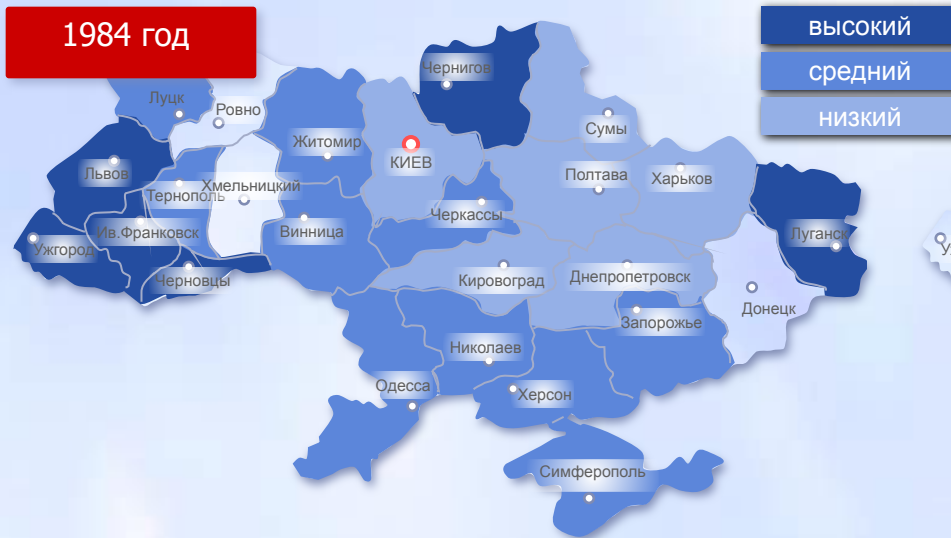 1984 год
высокий
средний
низкий
Чернигов
Луцк
Ровно
Сумы
Житомир
КИЕВ
Львов
Полтава
Харьков
Тернополь
Хмельницкий
Черкассы
Ив.Франковск
Винница
Луганск
Ужгород
Черновцы
Кировоград
Днепропетровск
Донецк
Запорожье
Николаев
Одесса
Херсон
Симферополь